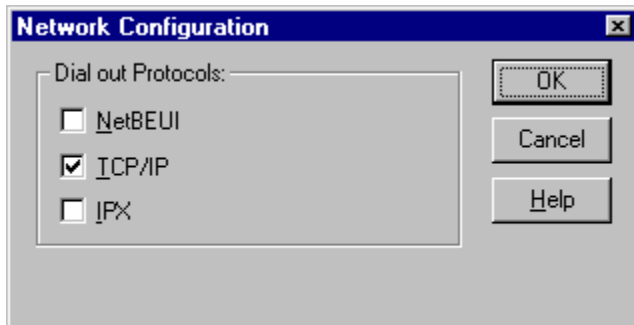 Network Configuration
Dial out Protocols:
NetBEUI
TCP/IP
IPX
OK
Cancel
Help